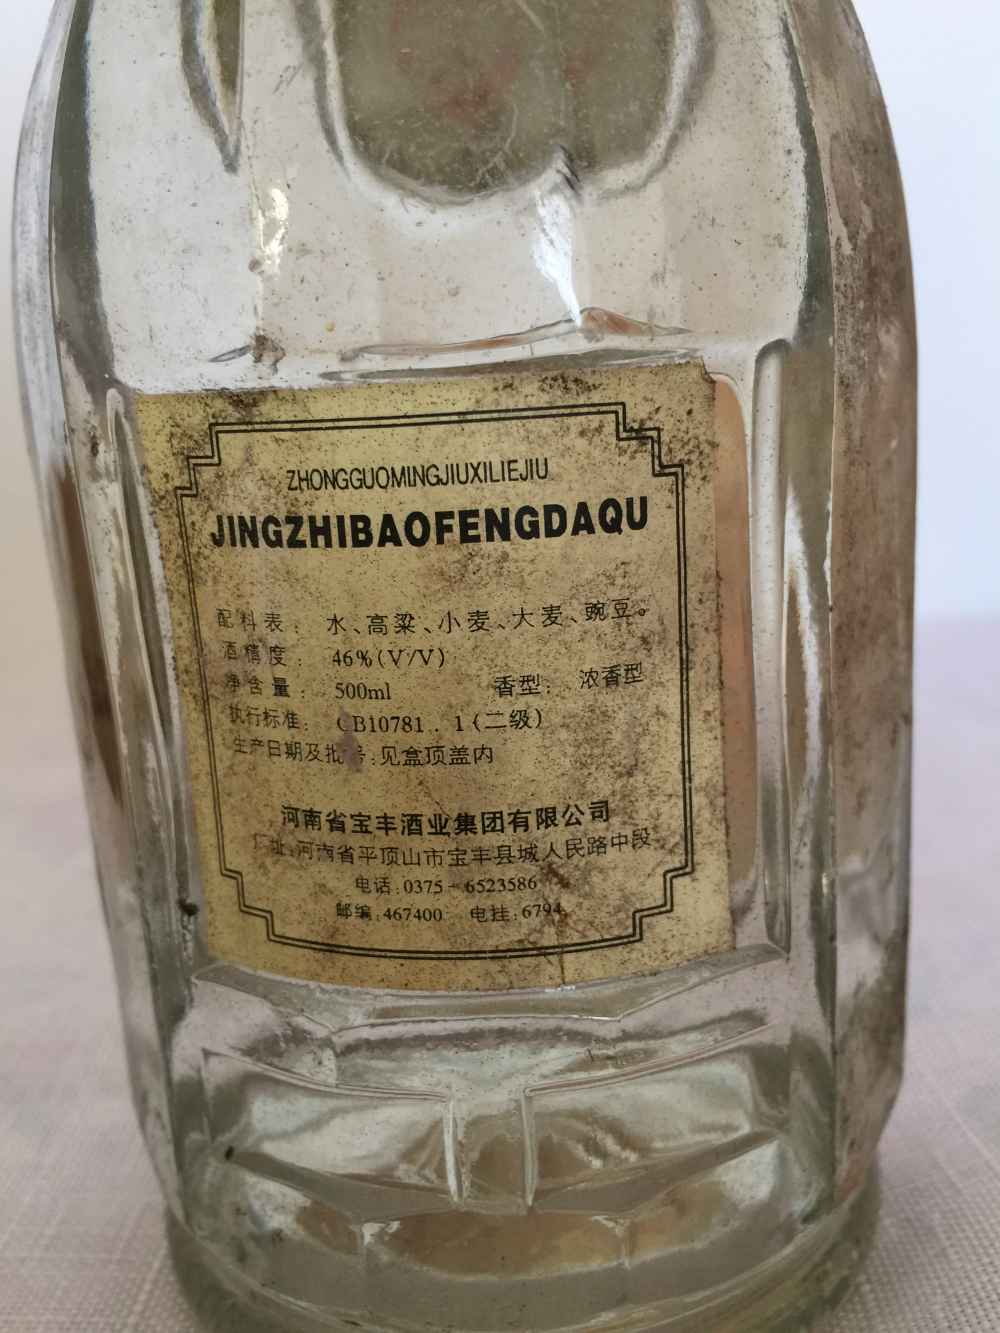 ZHONGGUOMINGJIUXILIEJIU
JINGZHIBAOFENGDAQU
配料表: 水、高粱、小麦、大麦、豌豆。
酒精度: 46%(V/V)
净含量: 500ml 香型: 浓香型
执行标准: GB10781.1(二级)
生产日期及批号:见盒顶盖内
河南省宝丰酒业集团有限公司
厂址:河南省平顶山市宝丰县城人民路中段
电话:0375-6523586
邮编:467400 电挂:6794